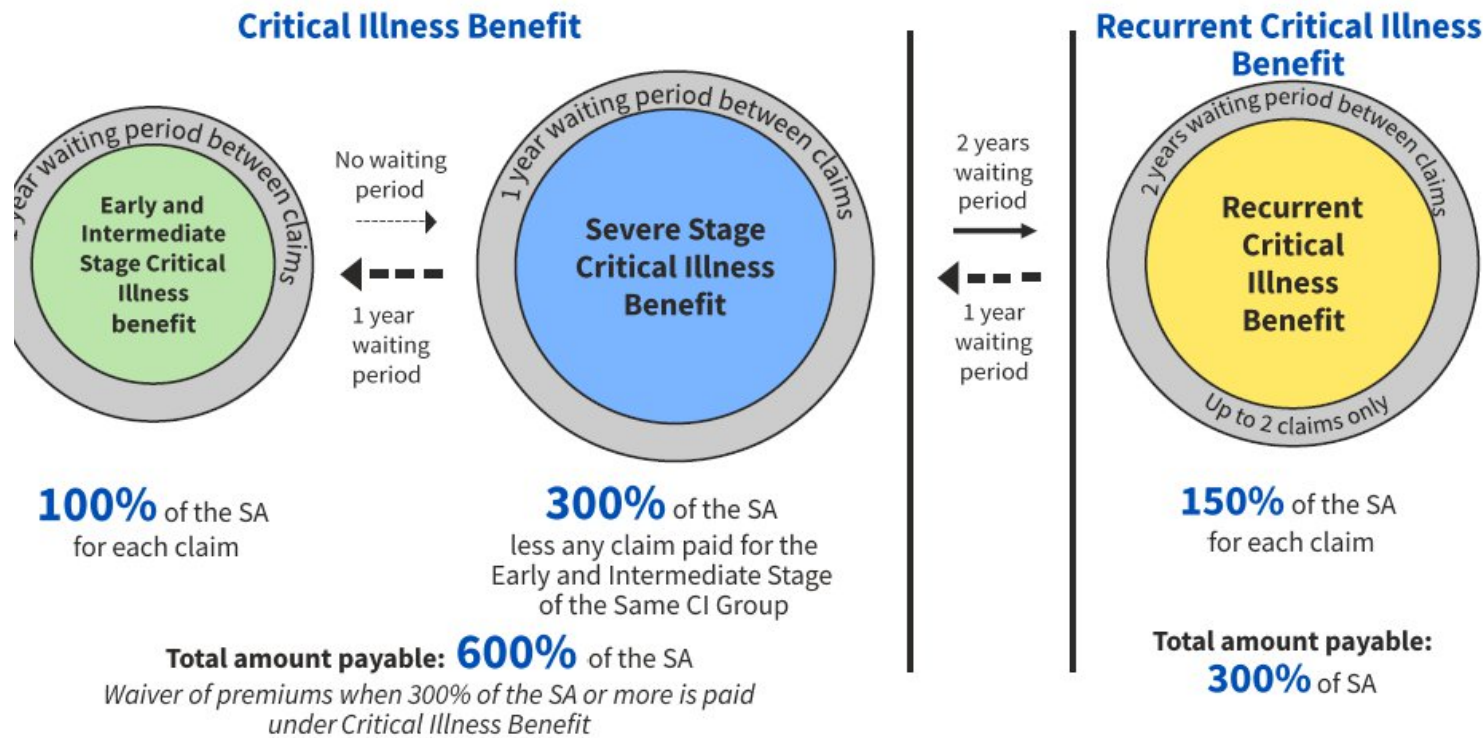 Critical Illness Benefit
year waiting period between claims
Early and
Intermediate
Stage Critical
Illness
benefit
No waiting
period
1 year
waiting
period
1 year waiting period between claims
Severe Stage
Critical Illness
Benefit
100% of the SA
for each claim
300% of the SA
less any claim paid for the
Early and Intermediate Stage
of the Same CI Group
Total amount payable: 600% of the SA
Waiver of premiums when 300% of the SA or more is paid
under Critical Illness Benefit
2 years
waiting
period
1 year
waiting
period
Recurrent Critical Illness
Benefit
2 years waiting period between claims
Recurrent
Critical
Illness
Benefit
Up to 2 claims only
150% of the SA
for each claim
Total amount payable:
300% of SA